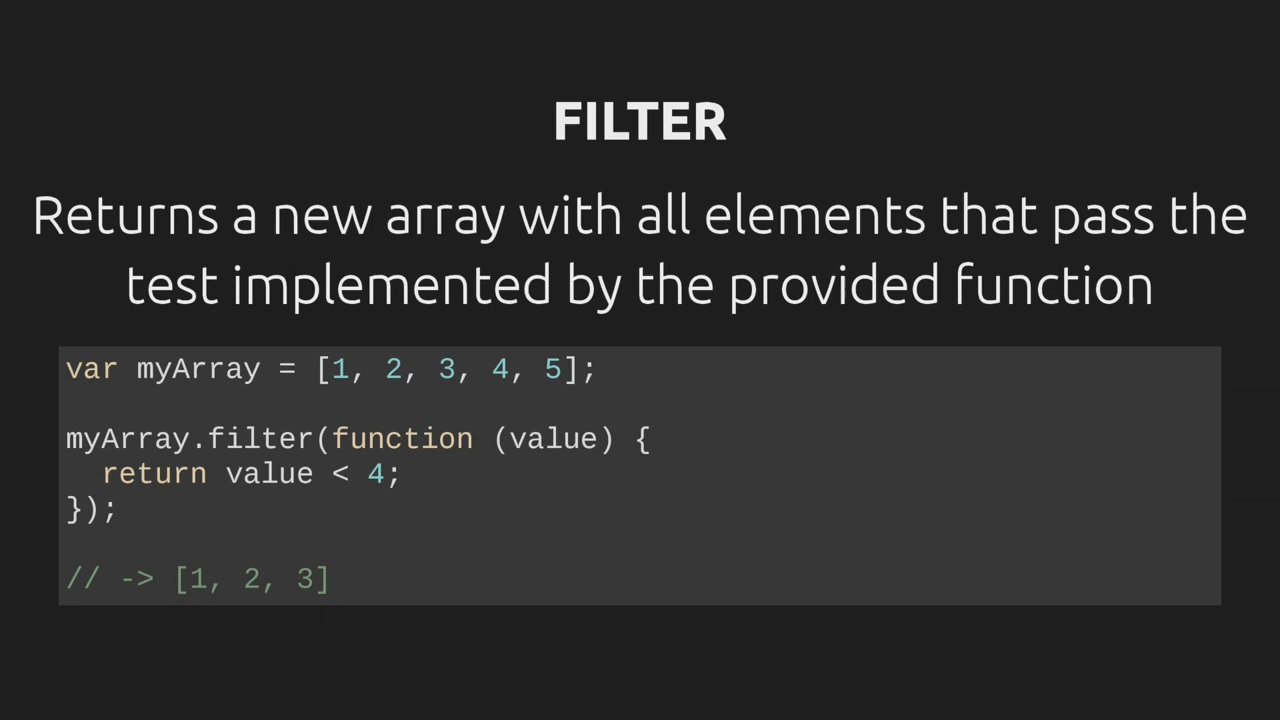 FILTER
Returns a new array with all elements that pass the
test implemented by the provided function
var myArray = [1, 2, 3, 4, 5];
myArray.filter(function (value) {
  return value < 4;
});
// -> [1, 2, 3]